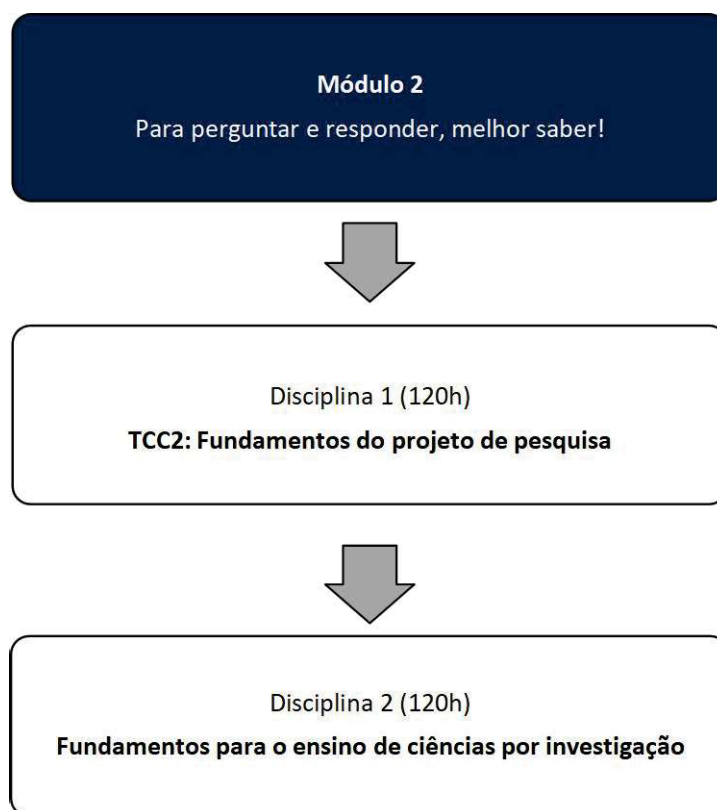 Módulo 2
Para perguntar e responder, melhor saber!
Disciplina 1 (120h)
TCC2: Fundamentos do projeto de pesquisa
Disciplina 2 (120h)
Fundamentos para o ensino de ciências por investigação